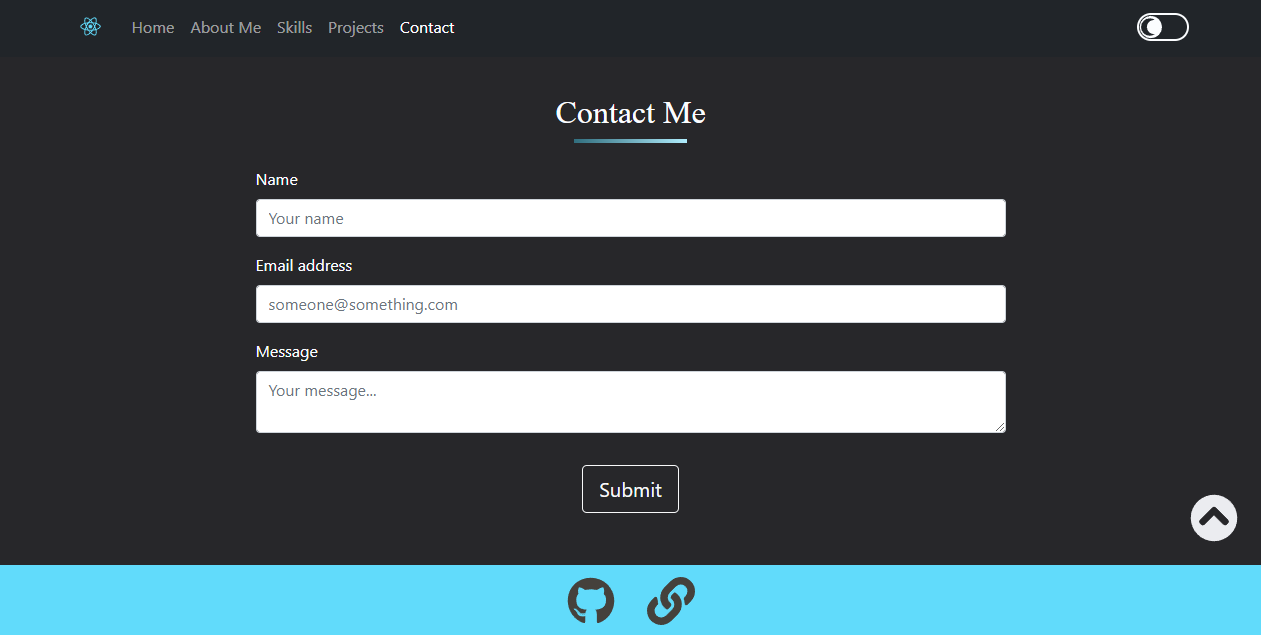 Home About Me Skills Projects Contact
Contact Me
Name
Your name
Email address
someone@something.com
Message
Your message...
Submit